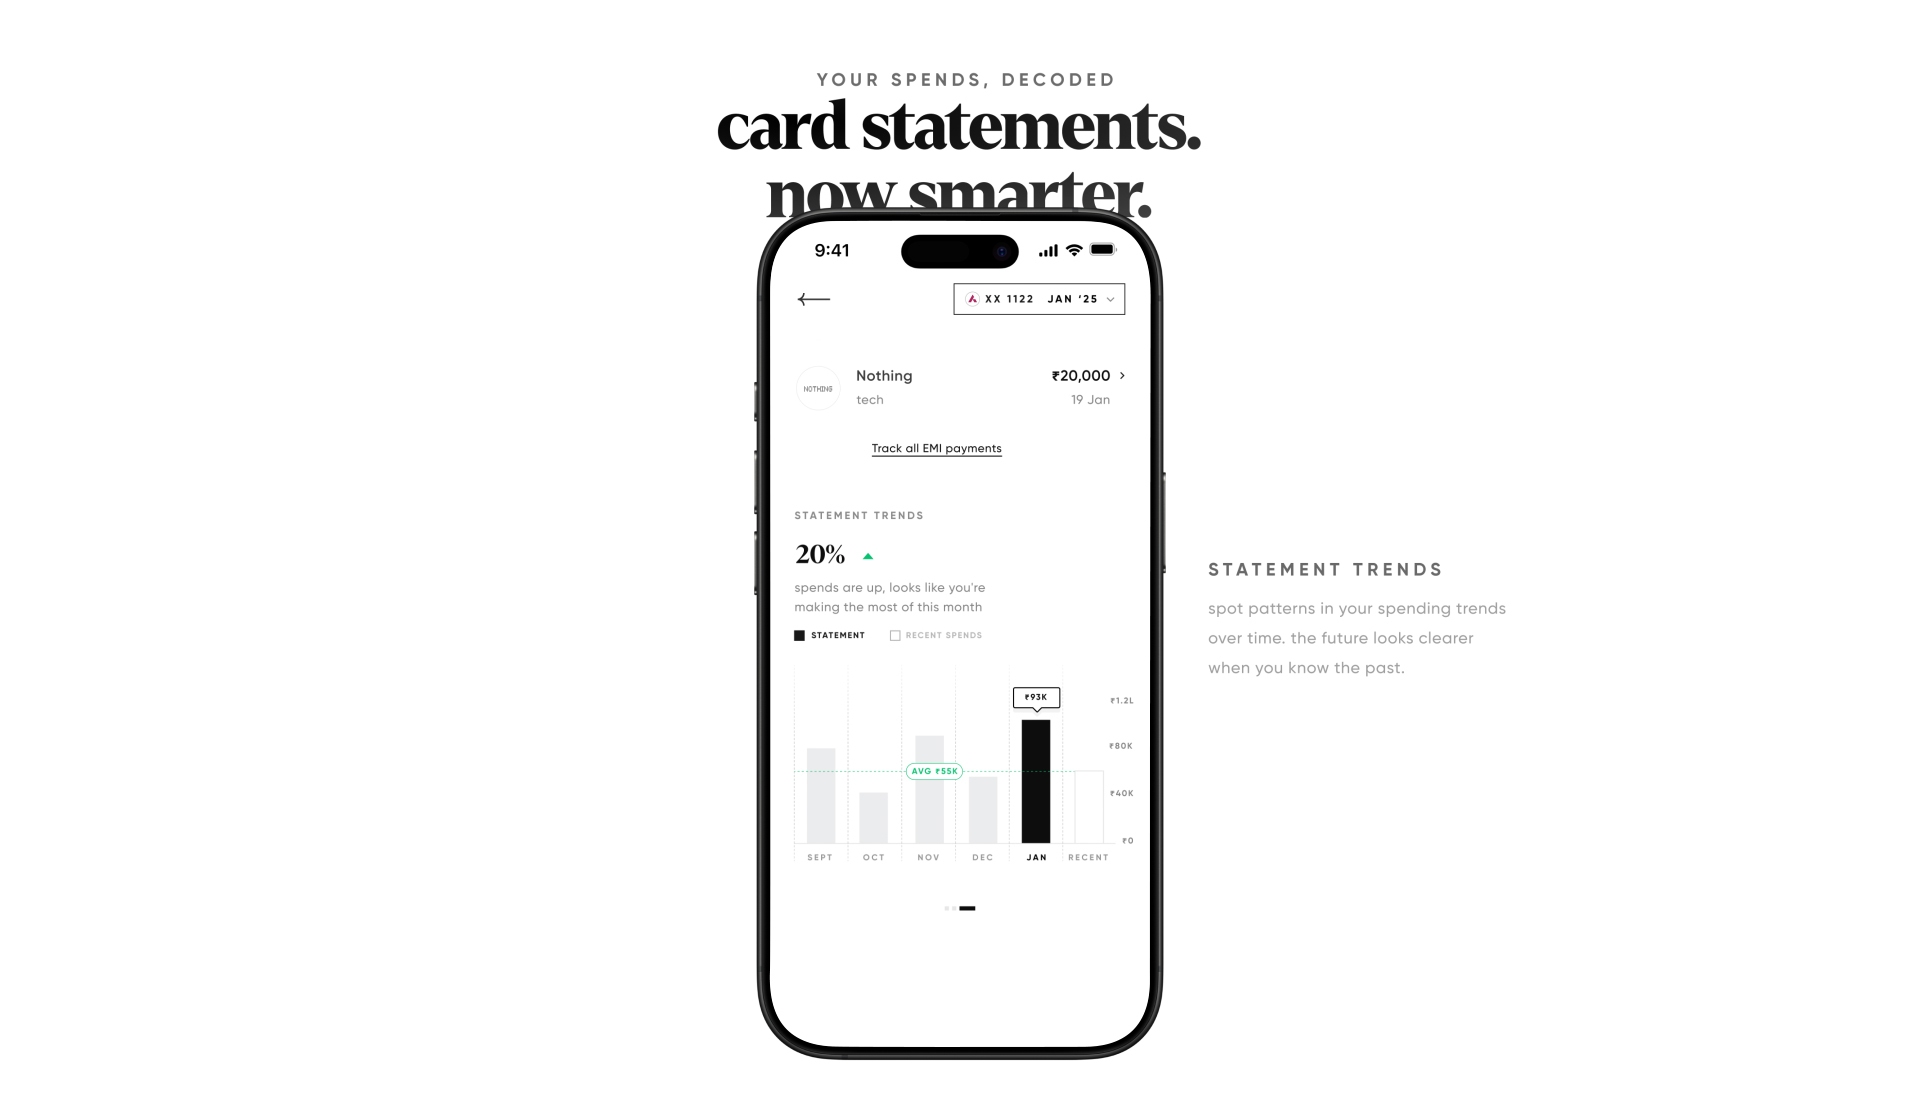 YOUR SPENDS, DECODED
card statements.
now smarter.
9:41
XX 1122 JAN '25
NOTHING
Nothing
₹20,000
tech
19 Jan
Track all EMI payments
STATEMENT TRENDS
20%
spends are up, looks like you're
making the most of this month
STATEMENT
RECENT SPENDS
₹93K
₹1.2L
₹80K
AVG ₹55K
₹40K
₹0
SEPT
OCT
NOV
DEC
JAN
RECENT
STATEMENT TRENDS
spot patterns in your spending trends
over time. the future looks clearer
when you know the past.